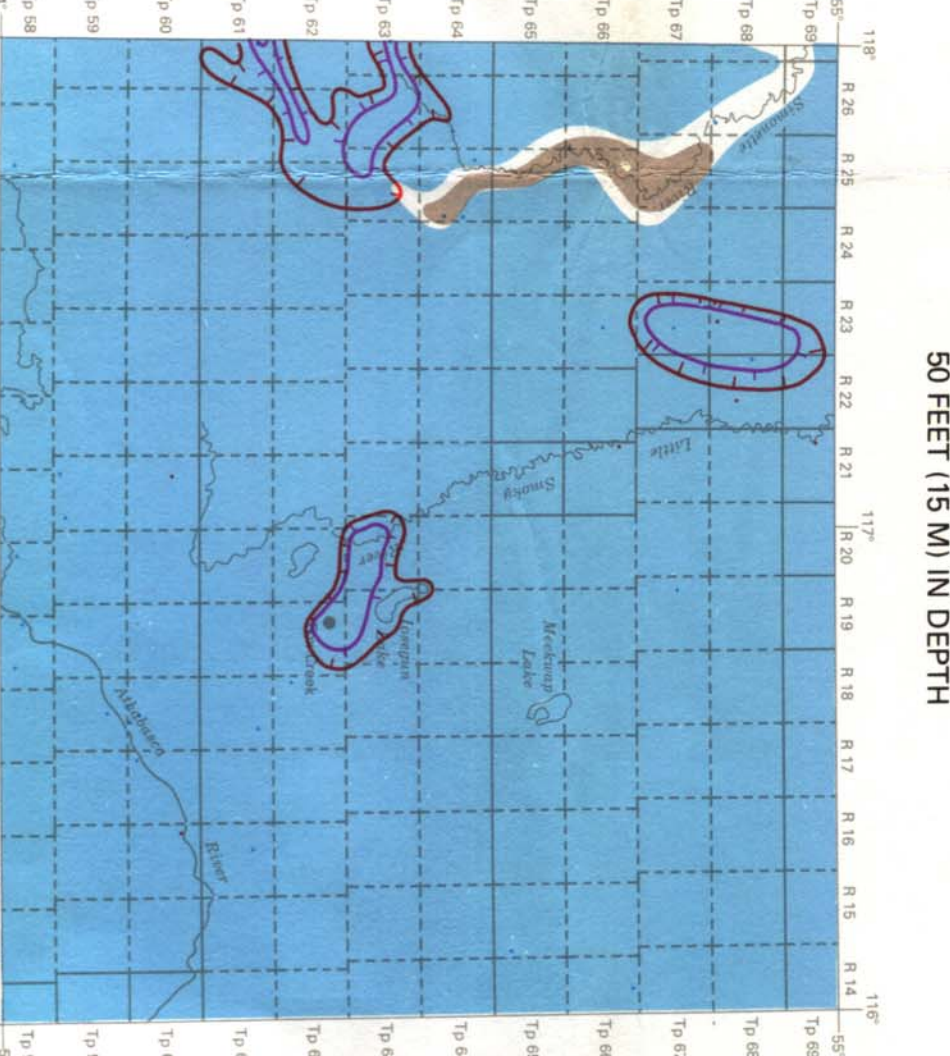 50 FEET (15 M) IN DEPTH
118°
R 26
R 25
R 24
R 23
R 22
R 21
117°
R 20
R 19
R 18
R 17
R 16
R 15
R 14
116°
55°
Tp 69
Tp 68
Tp 67
Tp 66
Tp 65
Tp 64
Tp 63
Tp 62
Tp 61
Tp 60
Tp 59
Tp 58
Simonette
River
Little
Smoky
Iosegun
Lake
Meekwap
Lake
Athabasca
River
55°